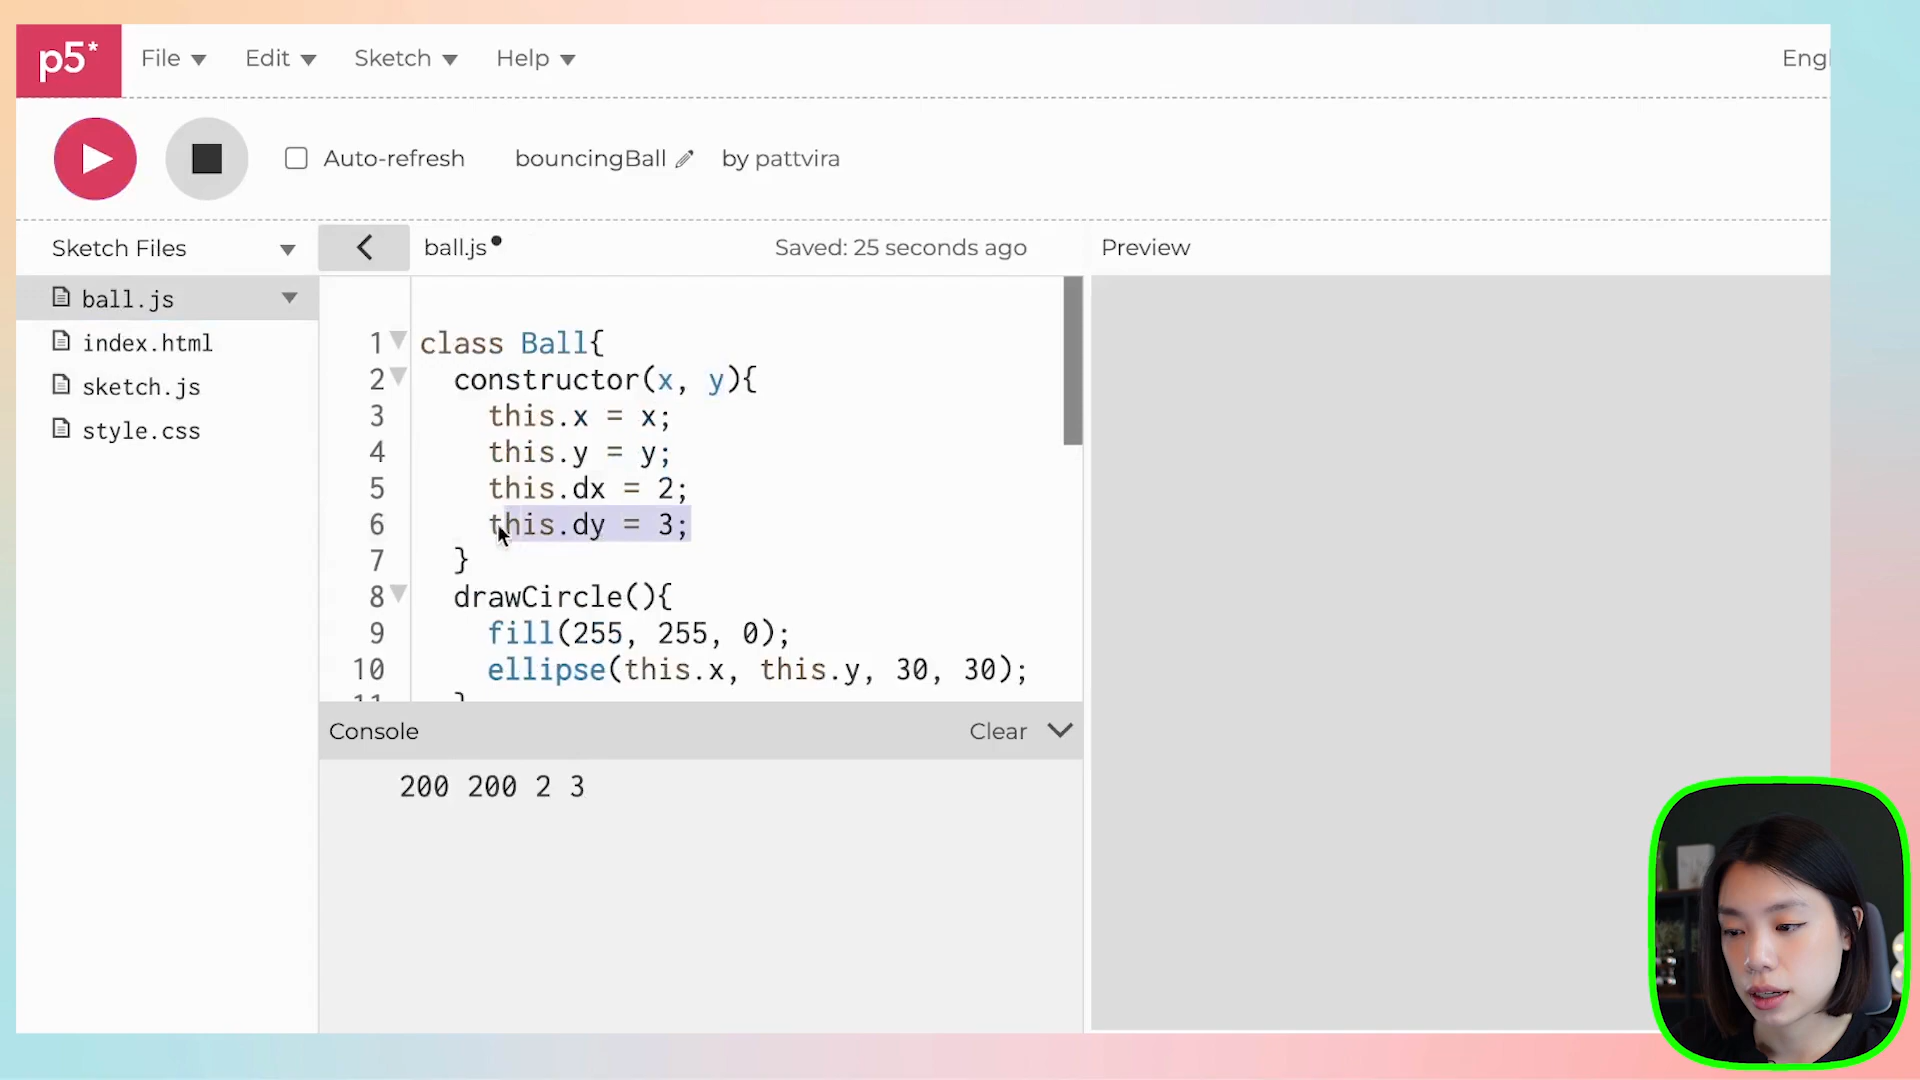 p5* File Edit Sketch Help Engl
Auto-refresh bouncingBall by pattvira
Sketch Files ball.js Saved: 25 seconds ago Preview
ball.js
index.html
sketch.js
style.css
1 class Ball{
2 constructor(x, y){
3 this.x = x;
4 this.y = y;
5 this.dx = 2;
6 this.dy = 3;
7 }
8 drawCircle(){
9 fill(255, 255, 0);
10 ellipse(this.x, this.y, 30, 30);
11 }
Console Clear
200 200 2 3